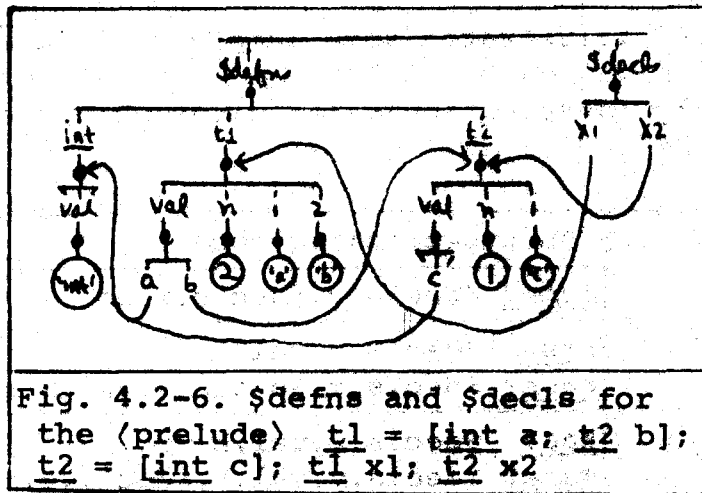 $defns $decls
int t1 t2 x1 x2
val val n 1 2 val n 1
'int' a b 2 'a' 'b' c 1 'c'
Fig. 4.2-6. $defns and $decls for
the ⟨prelude⟩ t1 = [int a; t2 b];
t2 = [int c]; t1 x1; t2 x2